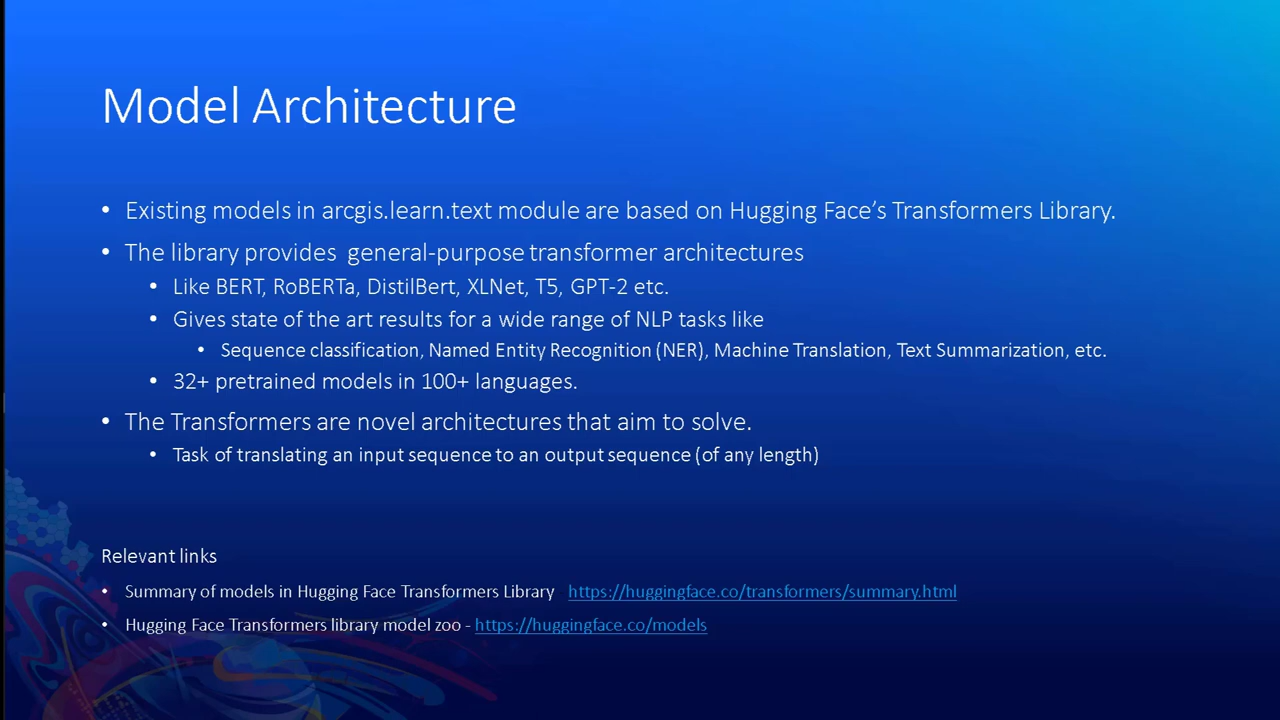 Model Architecture
• Existing models in arcgis.learn.text module are based on Hugging Face’s Transformers Library.
• The library provides  general-purpose transformer architectures
• Like BERT, RoBERTa, DistilBert, XLNet, T5, GPT-2 etc.
• Gives state of the art results for a wide range of NLP tasks like
• Sequence classification, Named Entity Recognition (NER), Machine Translation, Text Summarization, etc.
• 32+ pretrained models in 100+ languages.
• The Transformers are novel architectures that aim to solve.
• Task of translating an input sequence to an output sequence (of any length)
Relevant links
• Summary of models in Hugging Face Transformers Library   https://huggingface.co/transformers/summary.html
• Hugging Face Transformers library model zoo - https://huggingface.co/models